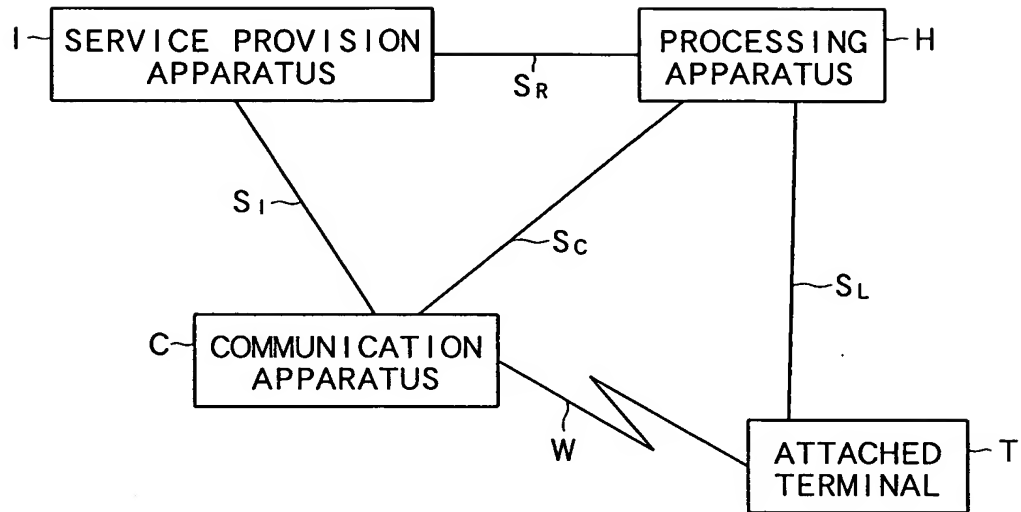 I
SERVICE PROVISION
APPARATUS
PROCESSING
APPARATUS
H
SR
SI
SC
SL
C
COMMUNICATION
APPARATUS
W
ATTACHED
TERMINAL
T